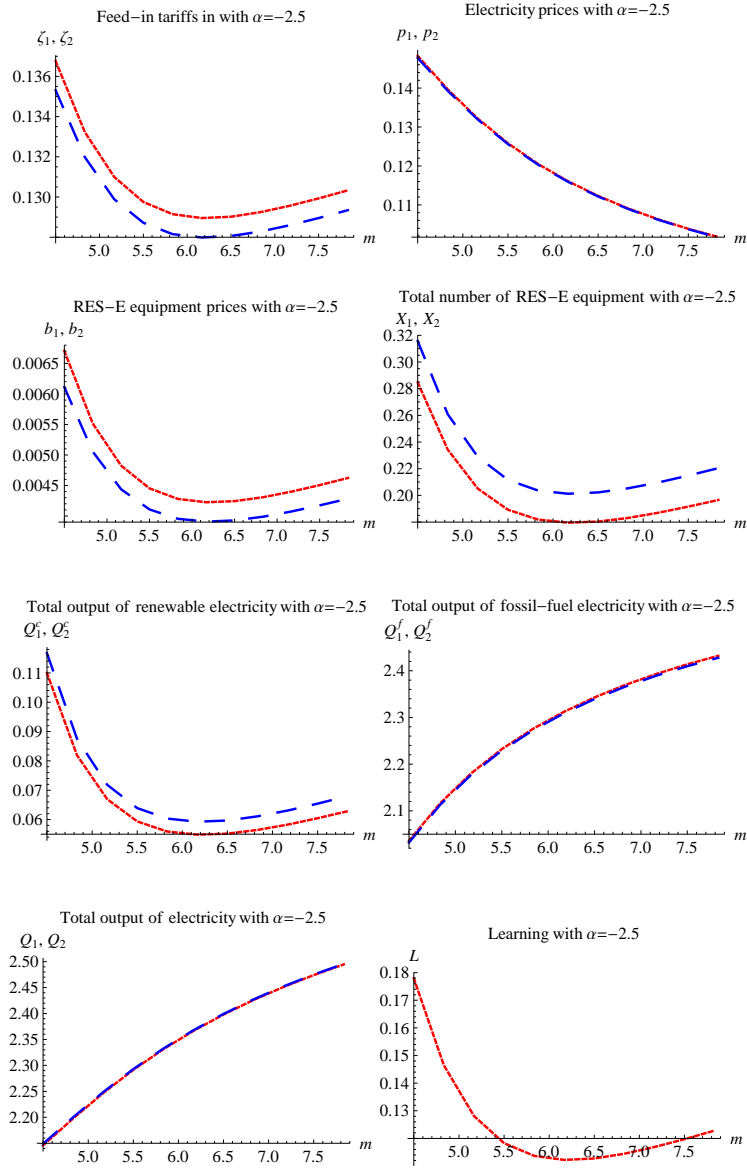 Feed−in tariffs in with α=−2.5
ζ1, ζ2
0.136
0.134
0.132
0.130
5.0 5.5 6.0 6.5 7.0 7.5 m
Electricity prices with α=−2.5
p1, p2
0.14
0.13
0.12
0.11
5.0 5.5 6.0 6.5 7.0 7.5 m
RES−E equipment prices with α=−2.5
b1, b2
0.0065
0.0060
0.0055
0.0050
0.0045
5.0 5.5 6.0 6.5 7.0 7.5 m
Total number of RES−E equipment with α=−2.5
X1, X2
0.32
0.28
0.26
0.24
0.22
0.20
5.0 5.5 6.0 6.5 7.0 7.5 m
Total output of renewable electricity with α=−2.5
Q1^c, Q2^c
0.11
0.10
0.09
0.08
0.07
0.06
5.0 5.5 6.0 6.5 7.0 7.5 m
Total output of fossil−fuel electricity with α=−2.5
Q1^f, Q2^f
2.4
2.3
2.2
2.1
5.0 5.5 6.0 6.5 7.0 7.5 m
Total output of electricity with α=−2.5
Q1, Q2
2.50
2.40
2.30
2.20
5.0 5.5 6.0 6.5 7.0 7.5 m
Learning with α=−2.5
L
0.18
0.17
0.16
0.15
0.14
0.13
0.120
5.0 5.5 6.0 6.5 7.0 7.5 m